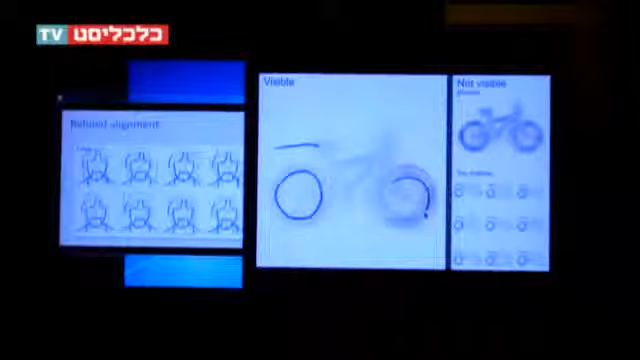 TV כלכליסט
Refined alignment
Visible
Not visible